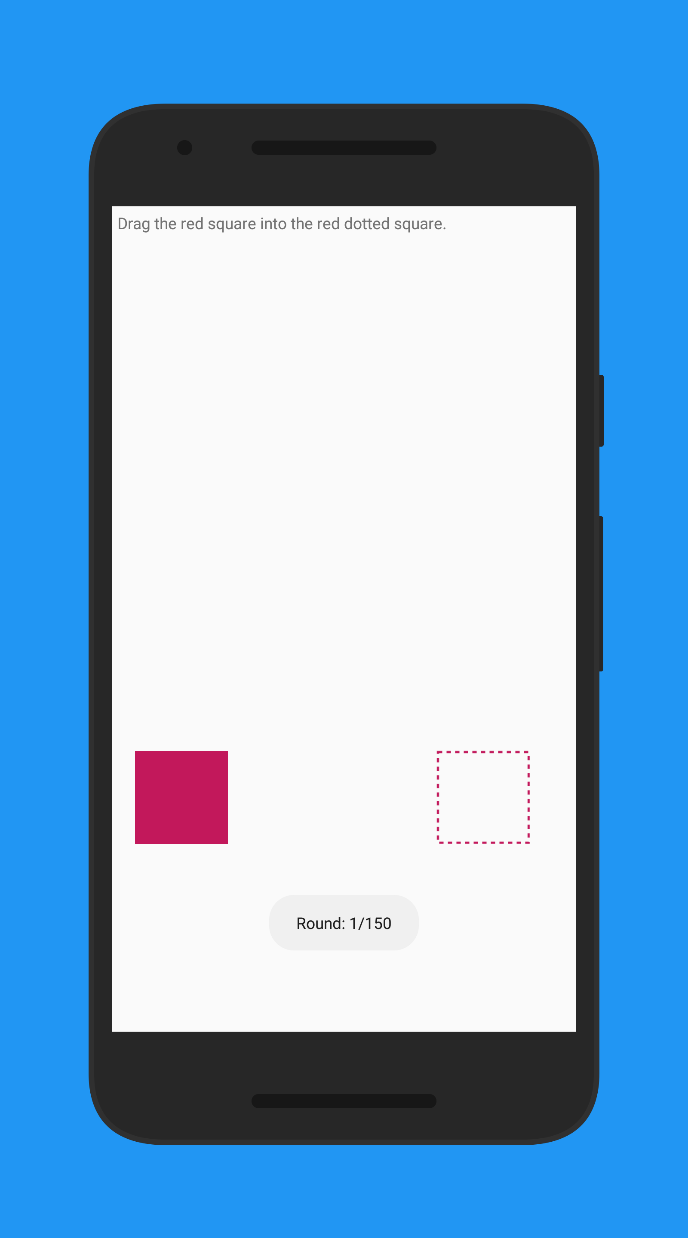 Drag the red square into the red dotted square.
Round: 1/150